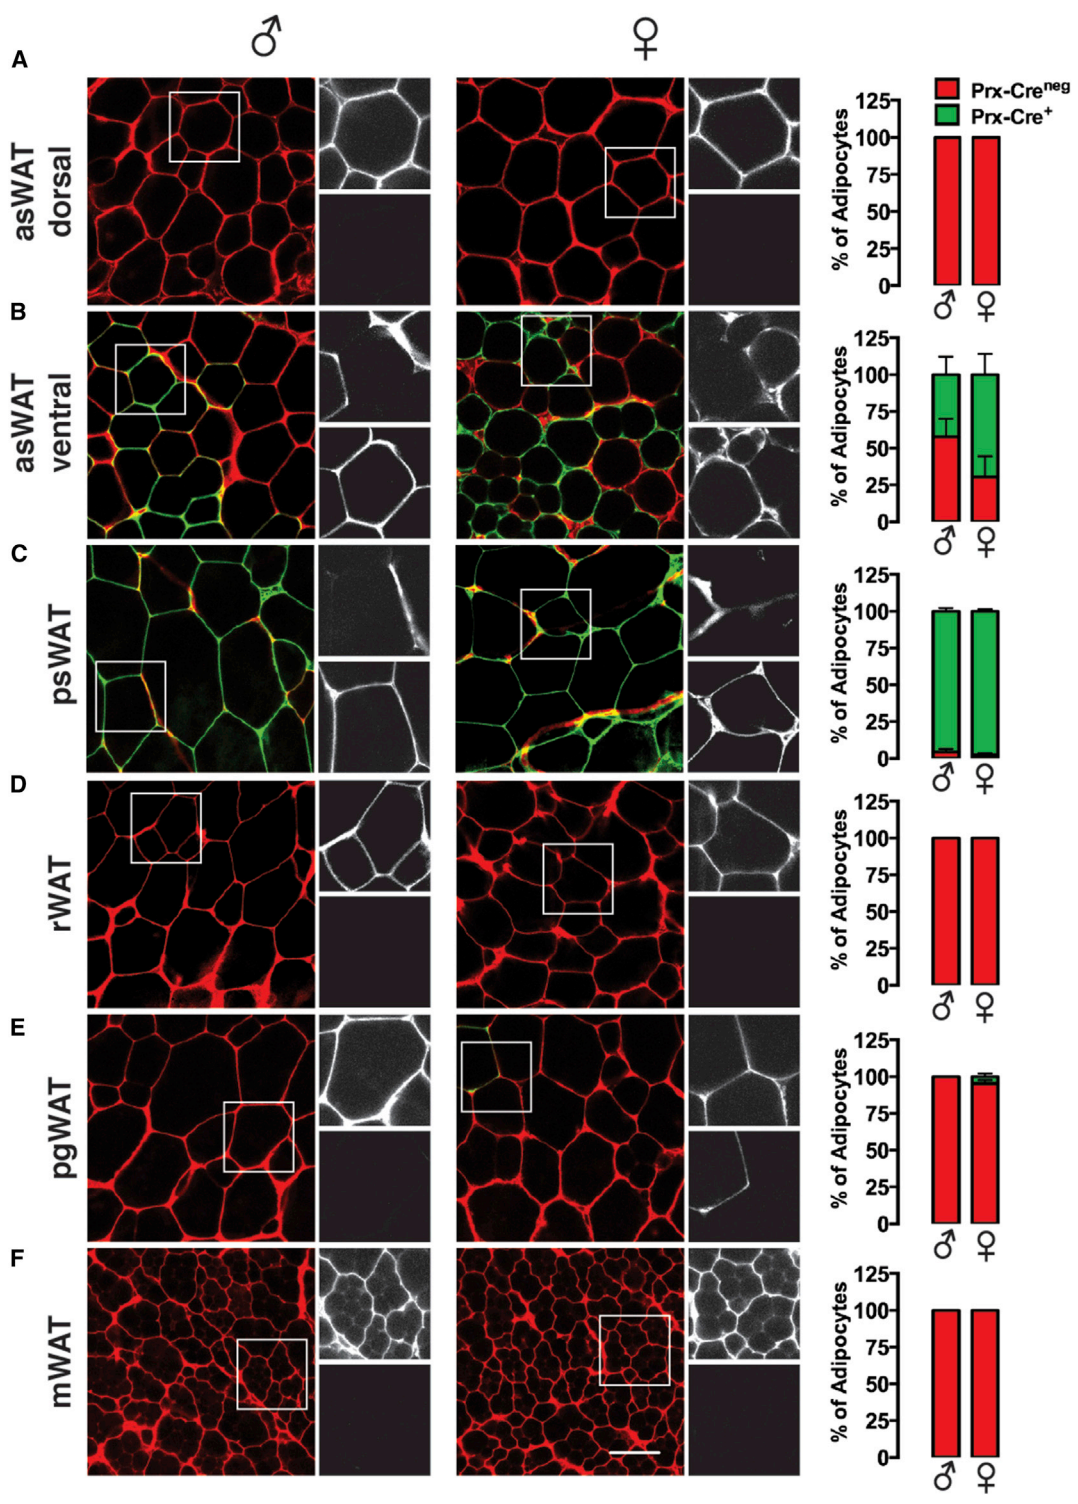 ♂ ♀
A
asWAT
dorsal
Prx-Creneg
Prx-Cre+
% of Adipocytes
125
100
75
50
25
0
♂ ♀
B
asWAT
ventral
% of Adipocytes
125
100
75
50
25
0
♂ ♀
C
psWAT
% of Adipocytes
125
100
75
50
25
0
♂ ♀
D
rWAT
% of Adipocytes
125
100
75
50
25
0
♂ ♀
E
pgWAT
% of Adipocytes
125
100
75
50
25
0
♂ ♀
F
mWAT
% of Adipocytes
125
100
75
50
25
0
♂ ♀